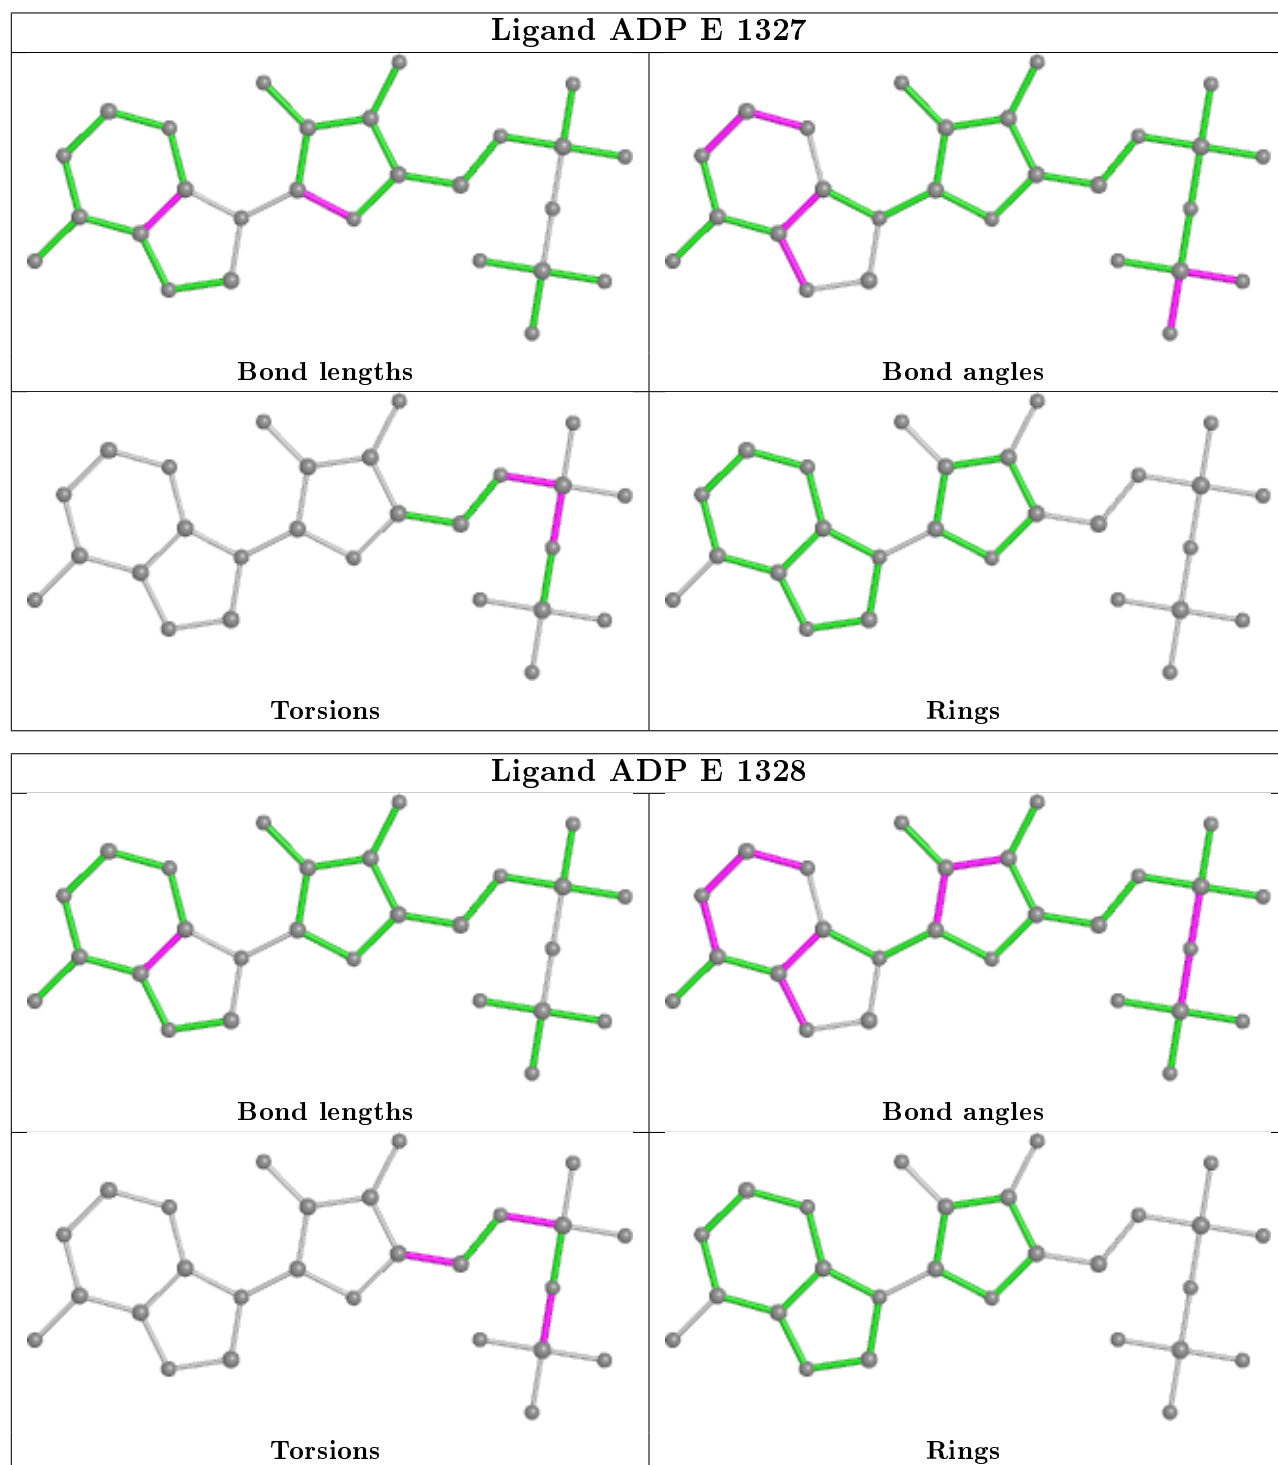 Ligand ADP E 1327
Bond lengths
Bond angles
Torsions
Rings
Ligand ADP E 1328
Bond lengths
Bond angles
Torsions
Rings